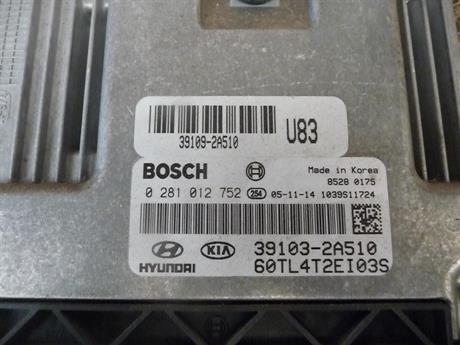 39109-2A510
U83
BOSCH
Made in Korea
8528 0175
0 281 012 752 254 05-11-14 1039S11724
HYUNDAI KIA 39103-2A510
60TL4T2EI03S